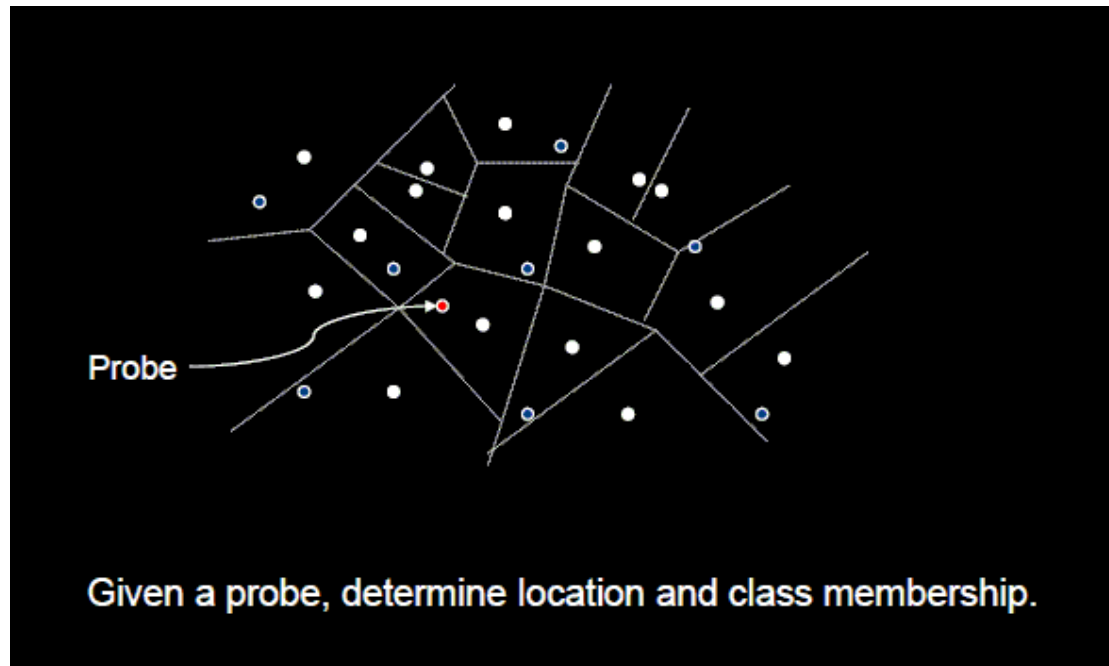 Probe
Given a probe, determine location and class membership.